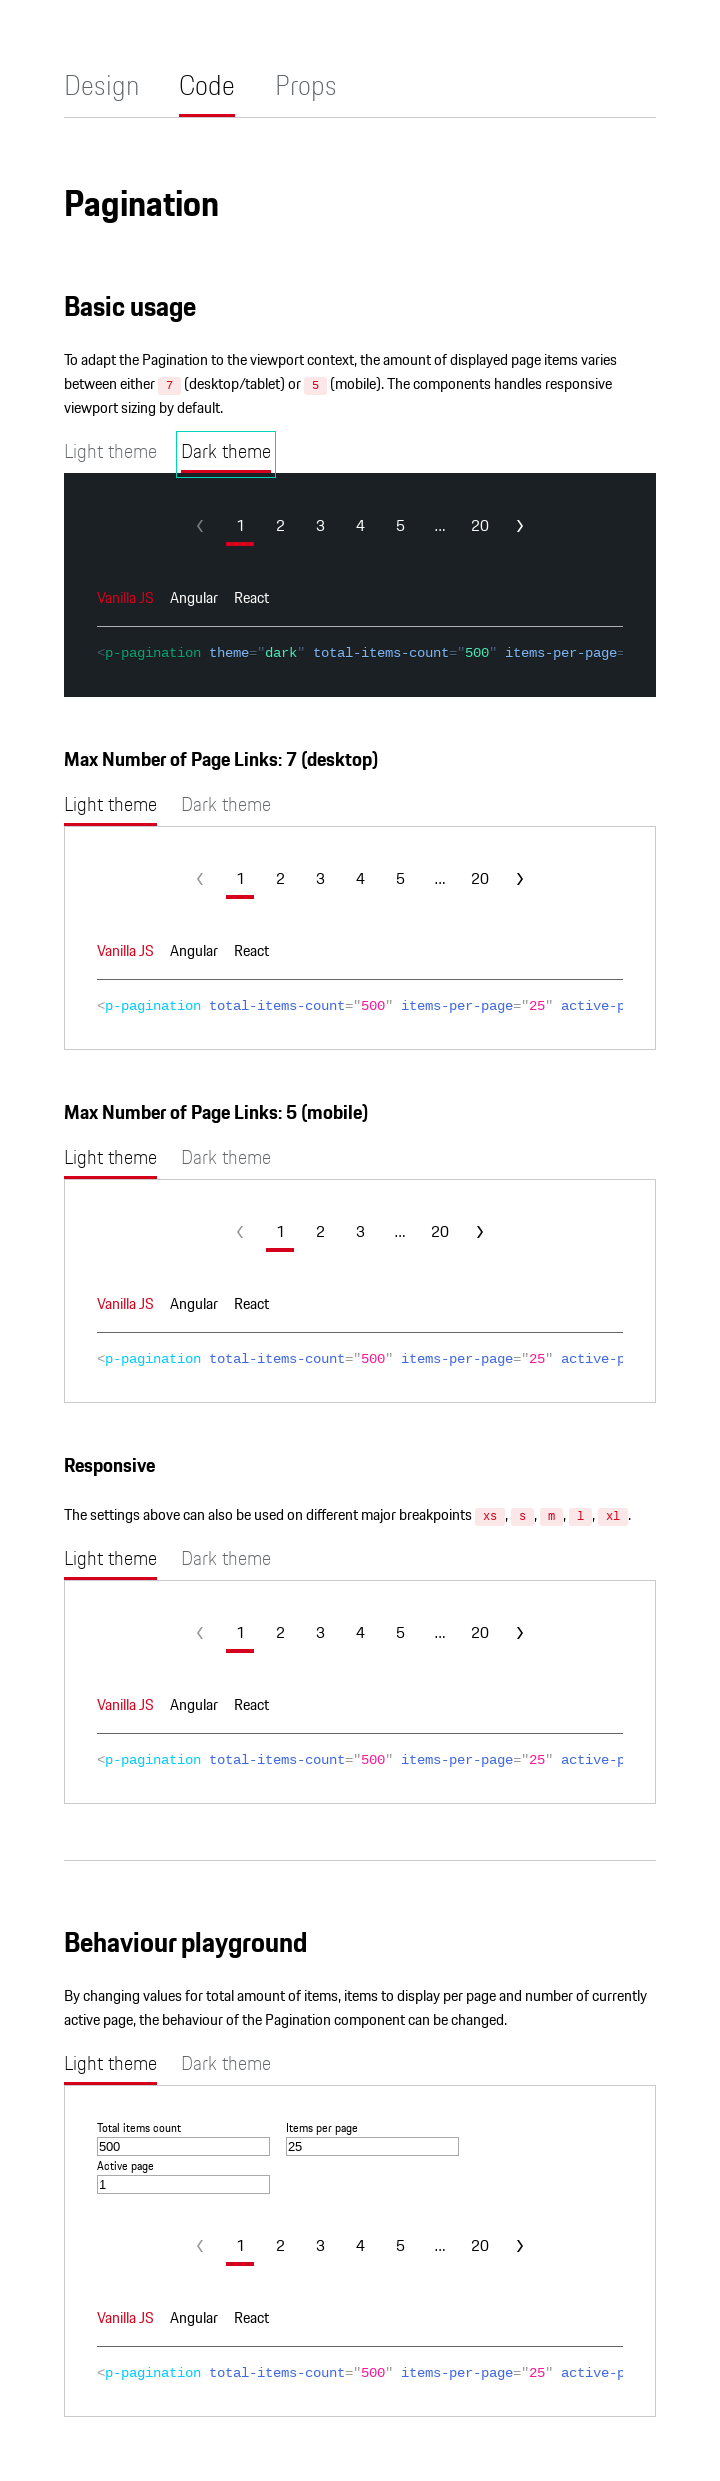 Design Code Props
Pagination
Basic usage
To adapt the Pagination to the viewport context, the amount of displayed page items varies
between either 7 (desktop/tablet) or 5 (mobile). The components handles responsive
viewport sizing by default.
Light theme Dark theme
1 2 3 4 5 ... 20
Vanilla JS Angular React
<p-pagination theme="dark" total-items-count="500" items-per-page=
Max Number of Page Links: 7 (desktop)
Light theme Dark theme
1 2 3 4 5 ... 20
Vanilla JS Angular React
<p-pagination total-items-count="500" items-per-page="25" active-p
Max Number of Page Links: 5 (mobile)
Light theme Dark theme
1 2 3 ... 20
Vanilla JS Angular React
<p-pagination total-items-count="500" items-per-page="25" active-p
Responsive
The settings above can also be used on different major breakpoints xs, s, m, l, xl.
Light theme Dark theme
1 2 3 4 5 ... 20
Vanilla JS Angular React
<p-pagination total-items-count="500" items-per-page="25" active-p
Behaviour playground
By changing values for total amount of items, items to display per page and number of currently
active page, the behaviour of the Pagination component can be changed.
Light theme Dark theme
Total items count Items per page
500 25
Active page
1
1 2 3 4 5 ... 20
Vanilla JS Angular React
<p-pagination total-items-count="500" items-per-page="25" active-p